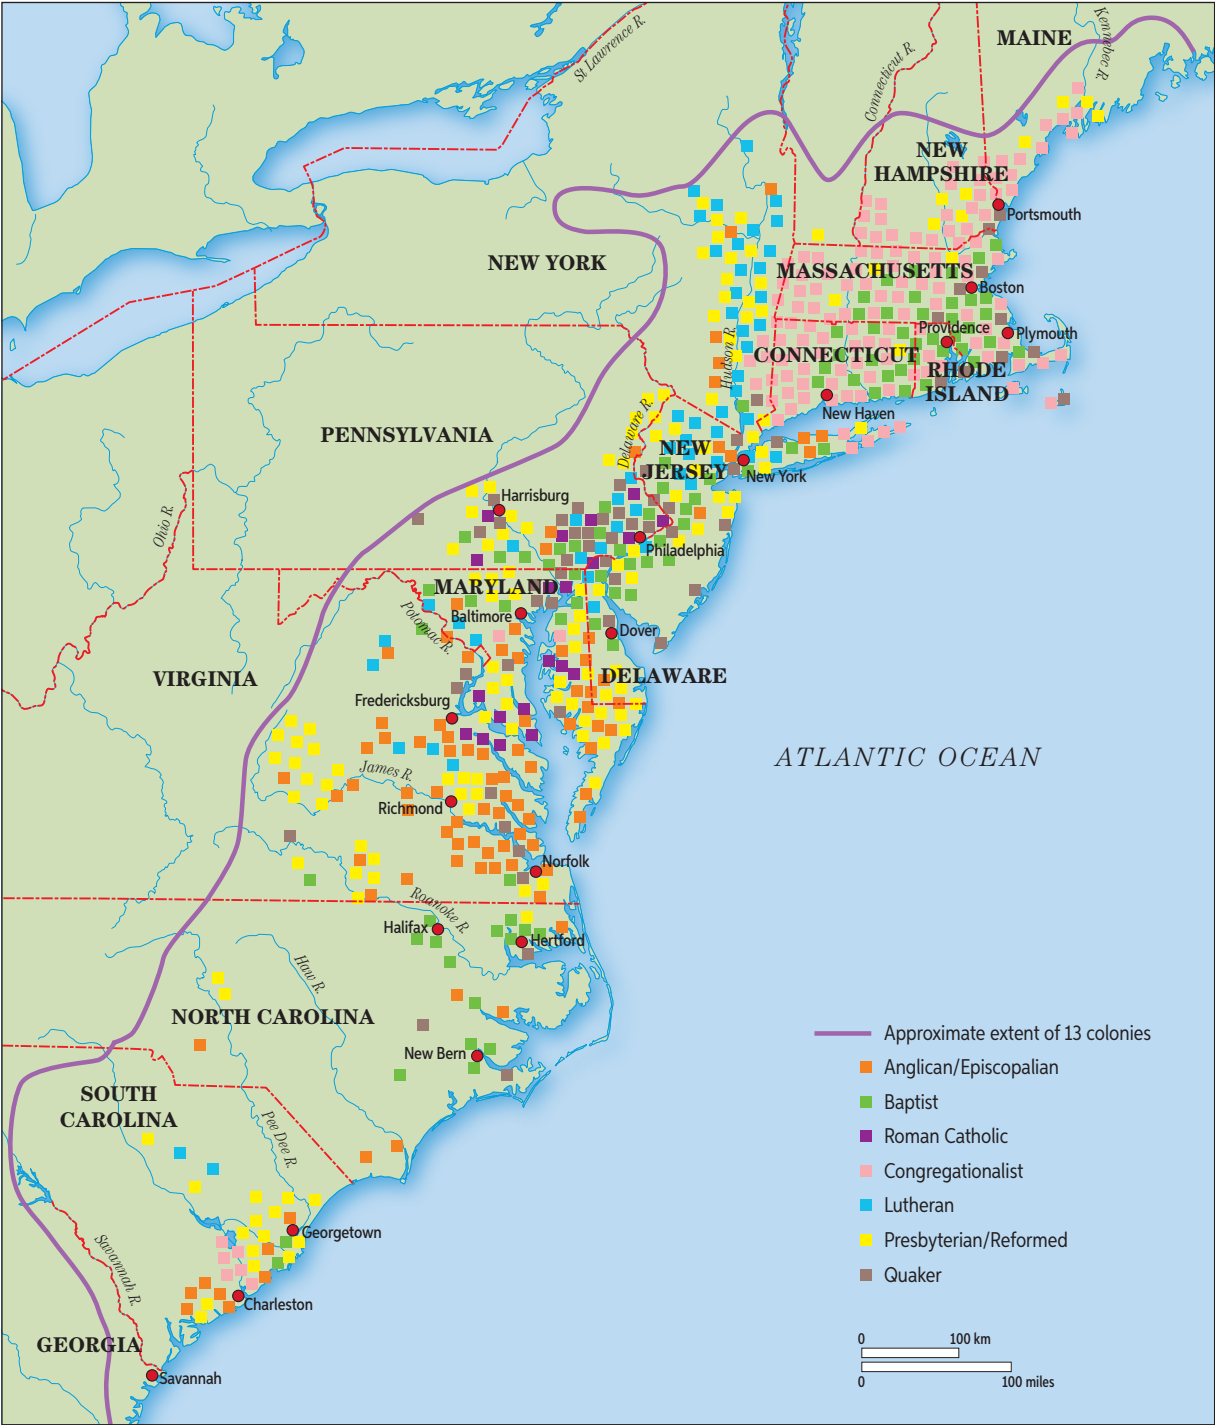 MAINE
Kennebec R.
St Lawrence R.
Connecticut R.
NEW
HAMPSHIRE
Portsmouth
NEW YORK
MASSACHUSETTS
Boston
Providence
Plymouth
Hudson R.
CONNECTICUT
RHODE
ISLAND
New Haven
PENNSYLVANIA
Delaware R.
NEW
JERSEY
New York
Harrisburg
Ohio R.
Philadelphia
MARYLAND
Potomac R.
Baltimore
Dover
VIRGINIA
DELAWARE
Fredericksburg
ATLANTIC OCEAN
James R.
Richmond
Norfolk
Roanoke R.
Halifax
Hertford
Haw R.
NORTH CAROLINA
New Bern
SOUTH
CAROLINA
Pee Dee R.
Georgetown
Savannah R.
Charleston
GEORGIA
Savannah
Approximate extent of 13 colonies
Anglican/Episcopalian
Baptist
Roman Catholic
Congregationalist
Lutheran
Presbyterian/Reformed
Quaker
0 100 km
0 100 miles